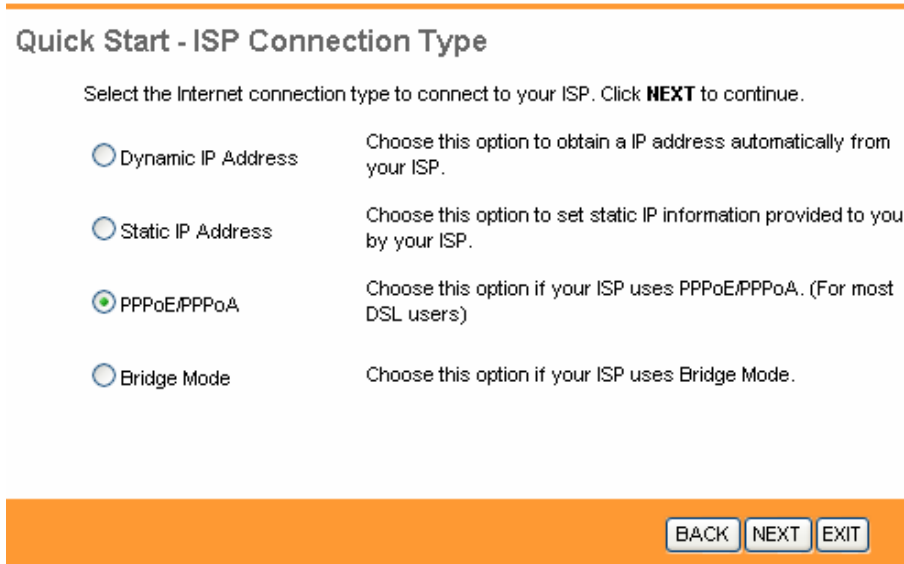 Quick Start - ISP Connection Type
Select the Internet connection type to connect to your ISP. Click NEXT to continue.
Dynamic IP Address
Choose this option to obtain a IP address automatically from
your ISP.
Static IP Address
Choose this option to set static IP information provided to you
by your ISP.
PPPoE/PPPoA
Choose this option if your ISP uses PPPoE/PPPoA. (For most
DSL users)
Bridge Mode
Choose this option if your ISP uses Bridge Mode.
BACK NEXT EXIT